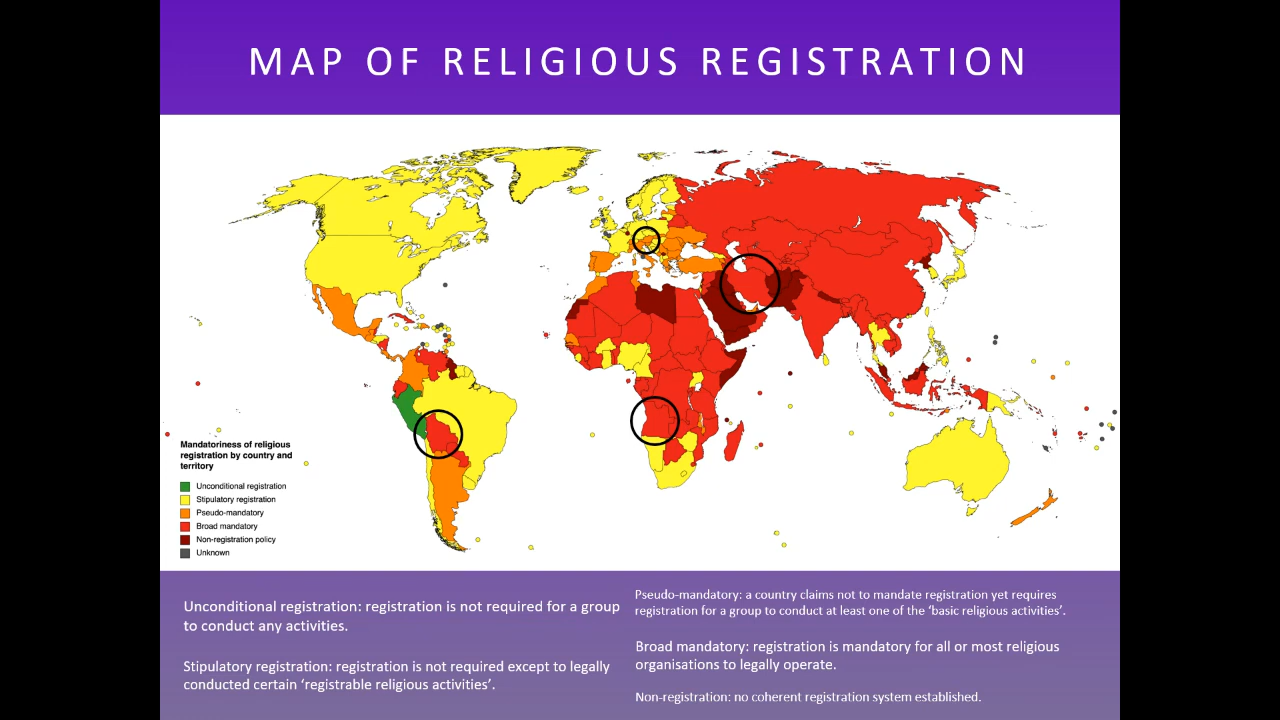 MAP OF RELIGIOUS REGISTRATION
Mandatoriness of religious
registration by country and
territory
Unconditional registration
Stipulatory registration
Pseudo-mandatory
Broad mandatory
Non-registration policy
Unknown
Unconditional registration: registration is not required for a group
to conduct any activities.
Stipulatory registration: registration is not required except to legally
conducted certain ‘registrable religious activities’.
Pseudo-mandatory: a country claims not to mandate registration yet requires
registration for a group to conduct at least one of the ‘basic religious activities’.
Broad mandatory: registration is mandatory for all or most religious
organisations to legally operate.
Non-registration: no coherent registration system established.